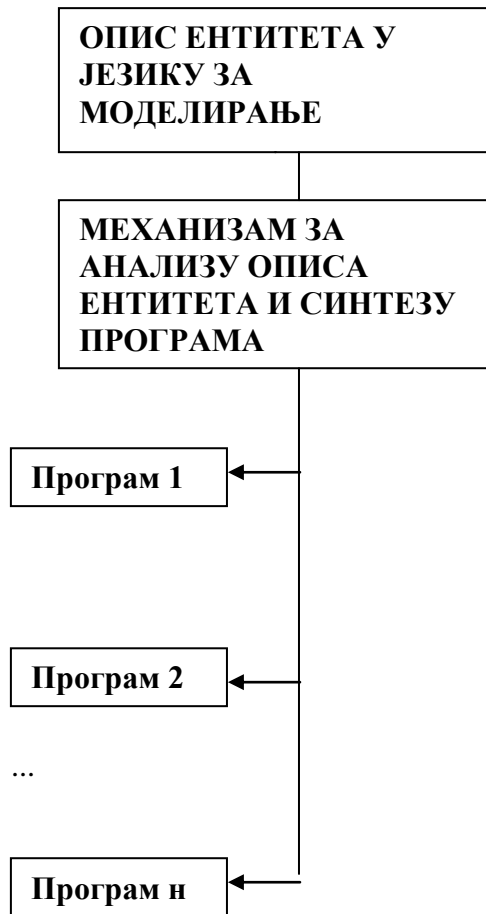 ОПИС ЕНТИТЕТА У
ЈЕЗИКУ ЗА
МОДЕЛИРАЊЕ
МЕХАНИЗАМ ЗА
АНАЛИЗУ ОПИСА
ЕНТИТЕТА И СИНТЕЗУ
ПРОГРАМА
Програм 1
Програм 2
...
Програм н